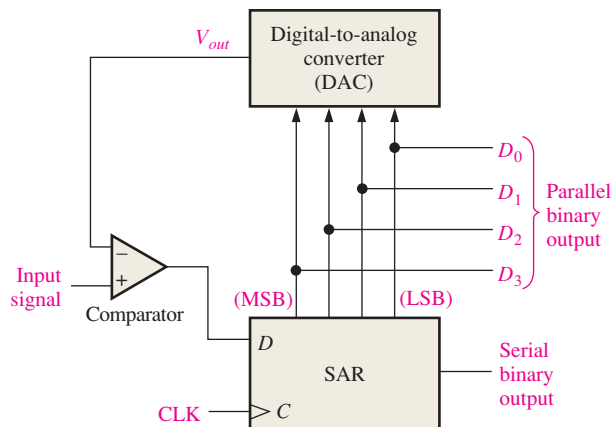 Digital-to-analog
converter
(DAC)
V_out
D_0
D_1
D_2
D_3
Parallel
binary
output
−
+
Input
signal
Comparator
(MSB)
(LSB)
D
SAR
C
CLK
Serial
binary
output